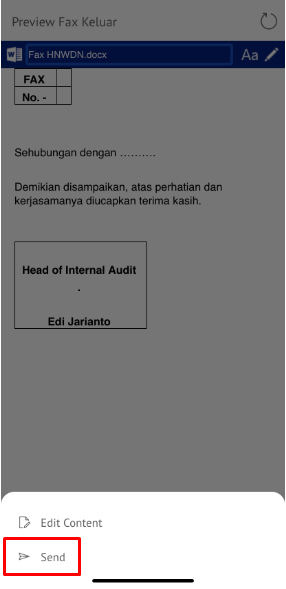 Preview Fax Keluar
Fax HNWDN.docx
Aa
FAX
No. -
Sehubungan dengan ……….
Demikian disampaikan, atas perhatian dan
kerjasamanya diucapkan terima kasih.
Head of Internal Audit
.
Edi Jarianto
Edit Content
Send